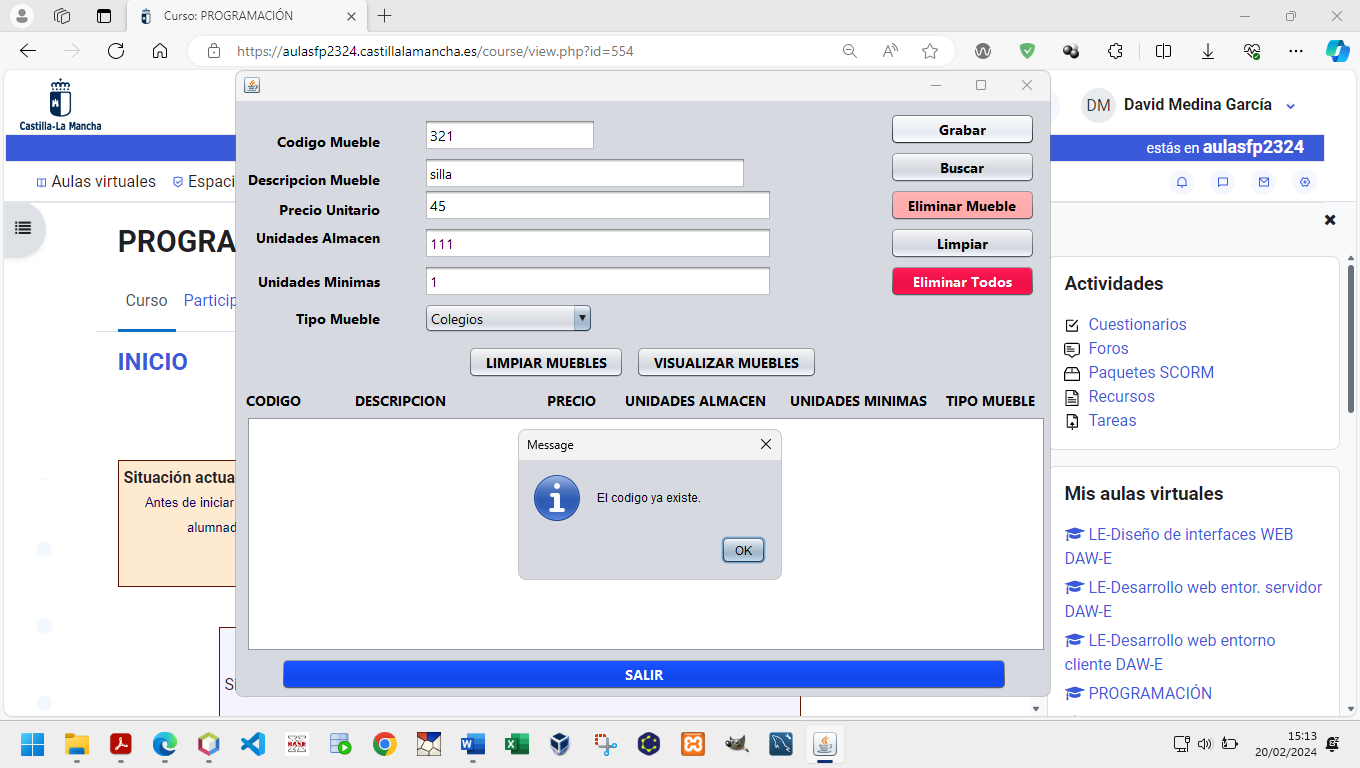 Curso: PROGRAMACIÓN
https://aulasfp2324.castillalamancha.es/course/view.php?id=554
Castilla-La Mancha
DM David Medina García
estás en aulasfp2324
Aulas virtuales
Espaci
PROGRA
Curso Particip
INICIO
Situación actua
Antes de iniciar
alumnad
Si
Codigo Mueble 321
Descripcion Mueble silla
Precio Unitario 45
Unidades Almacen 111
Unidades Minimas 1
Tipo Mueble Colegios
Grabar
Buscar
Eliminar Mueble
Limpiar
Eliminar Todos
LIMPIAR MUEBLES VISUALIZAR MUEBLES
CODIGO DESCRIPCION PRECIO UNIDADES ALMACEN UNIDADES MINIMAS TIPO MUEBLE
Message
El codigo ya existe.
OK
SALIR
Actividades
Cuestionarios
Foros
Paquetes SCORM
Recursos
Tareas
Mis aulas virtuales
LE-Diseño de interfaces WEB
DAW-E
LE-Desarrollo web entor. servidor
DAW-E
LE-Desarrollo web entorno
cliente DAW-E
PROGRAMACIÓN
15:13
20/02/2024